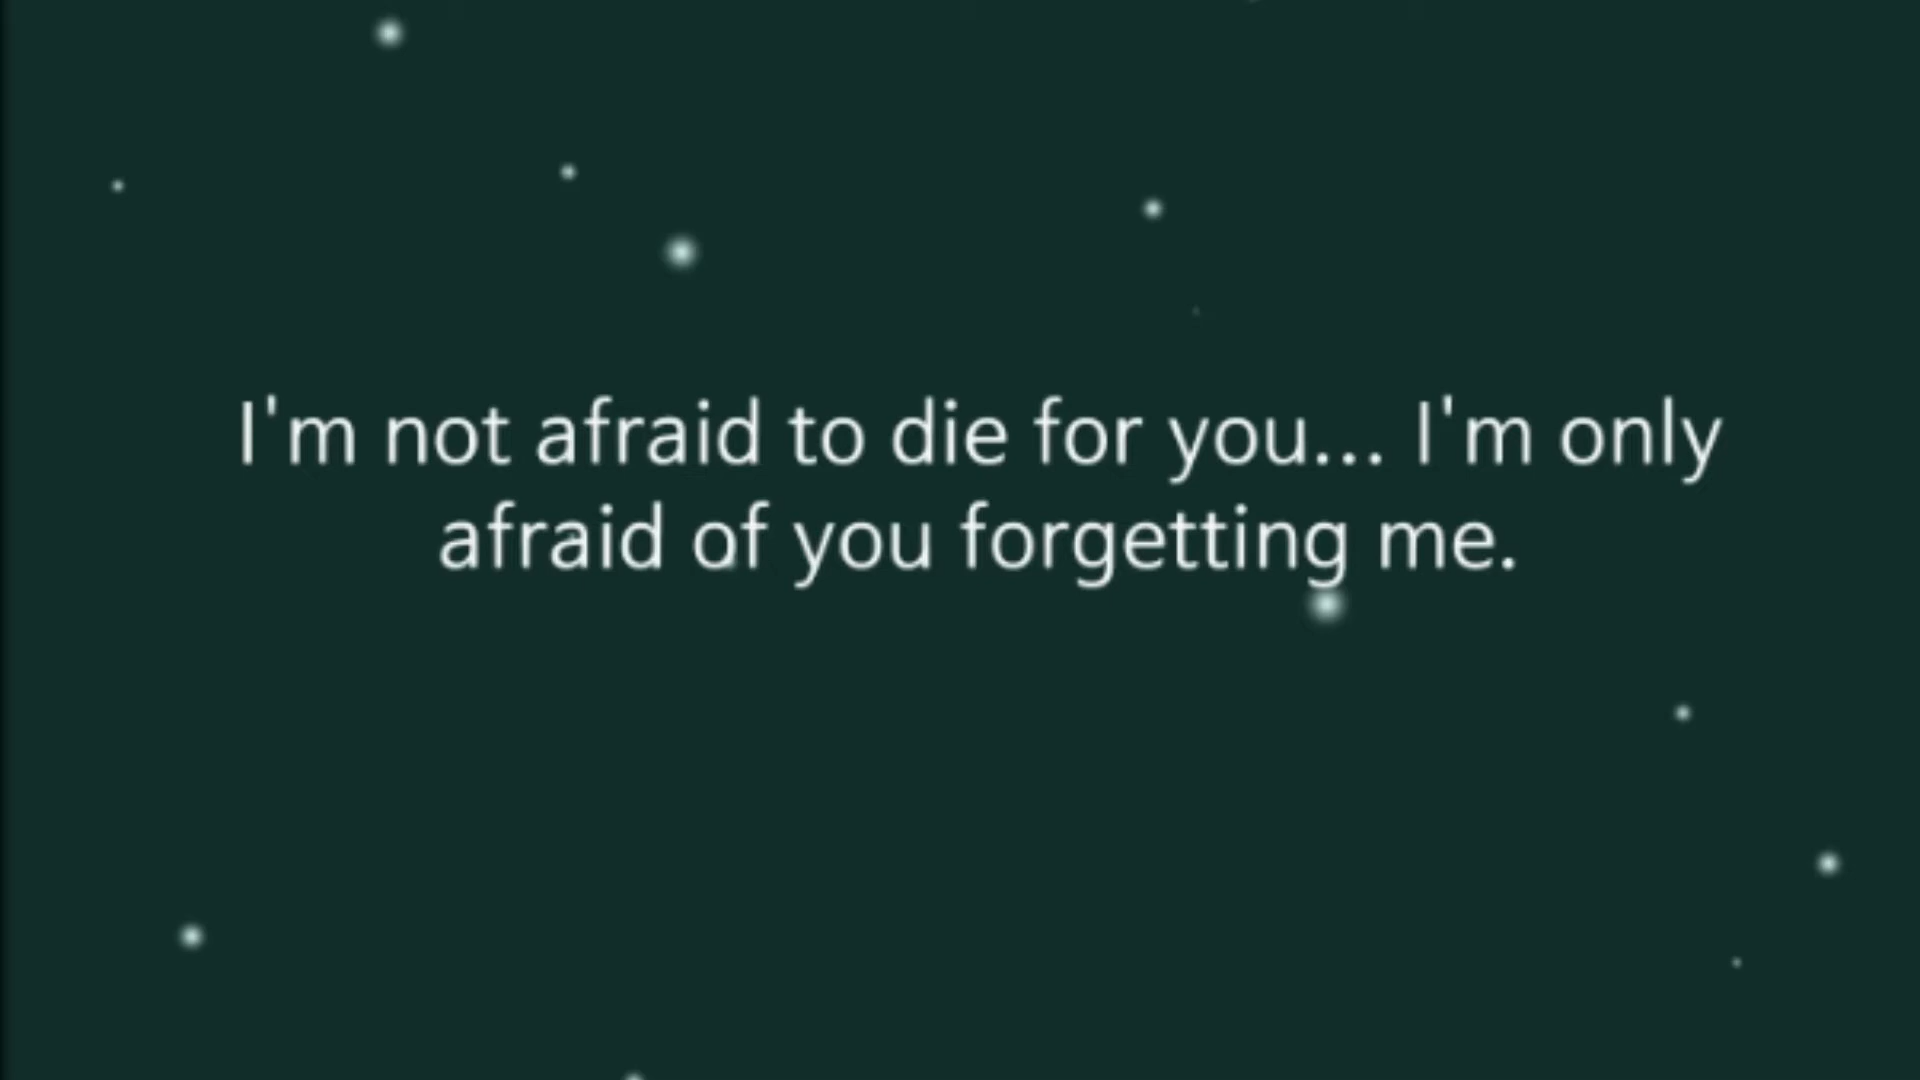 I'm not afraid to die for you... I'm only
afraid of you forgetting me.